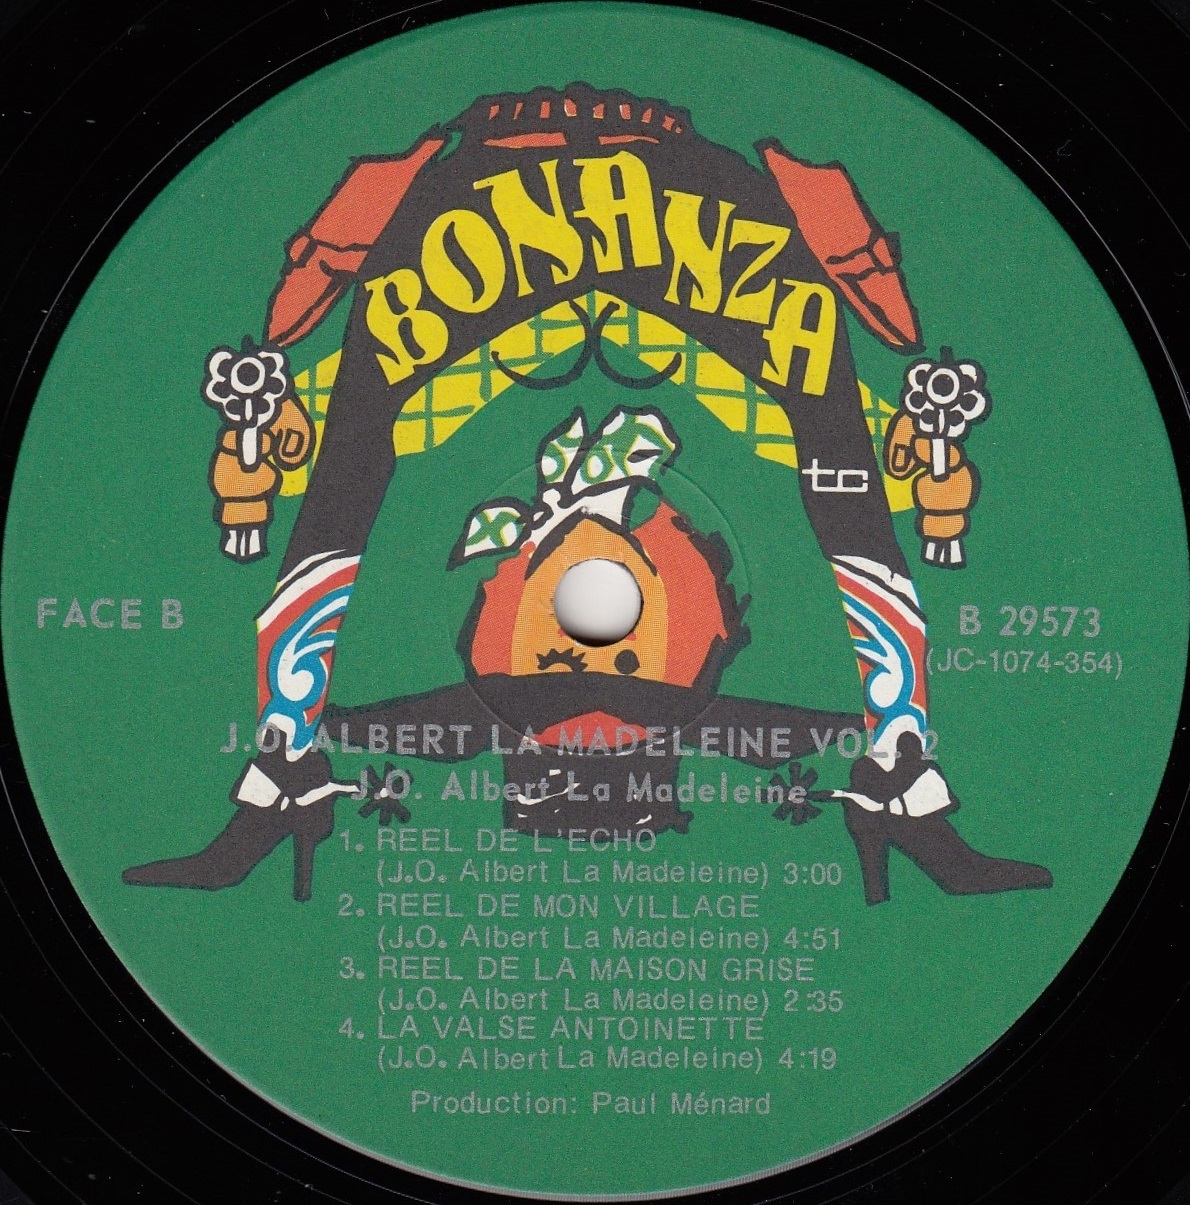 BONANZA
tc
FACE B
B 29573
(JC-1074-354)
J.O. ALBERT LA MADELEINE VOL. 2
J.O. Albert La Madeleine
1. REEL DE L'ECHO
(J.O. Albert La Madeleine) 3:00
2. REEL DE MON VILLAGE
(J.O. Albert La Madeleine) 4:51
3. REEL DE LA MAISON GRISE
(J.O. Albert La Madeleine) 2:35
4. LA VALSE ANTOINETTE
(J.O. Albert La Madeleine) 4:19
Production: Paul Ménard